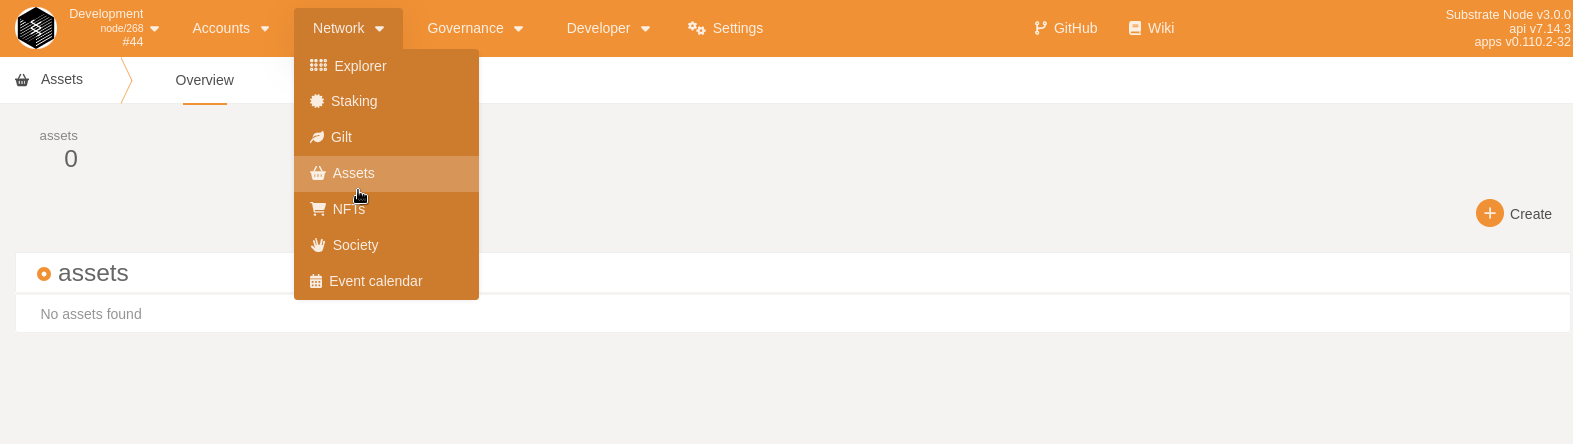 Development
node/268
#44
Accounts
Network
Governance
Developer
Settings
GitHub
Wiki
Substrate Node v3.0.0
api v7.14.3
apps v0.110.2-32
Assets
Overview
Explorer
Staking
Gilt
Assets
NFTs
Society
Event calendar
assets
0
Create
assets
No assets found